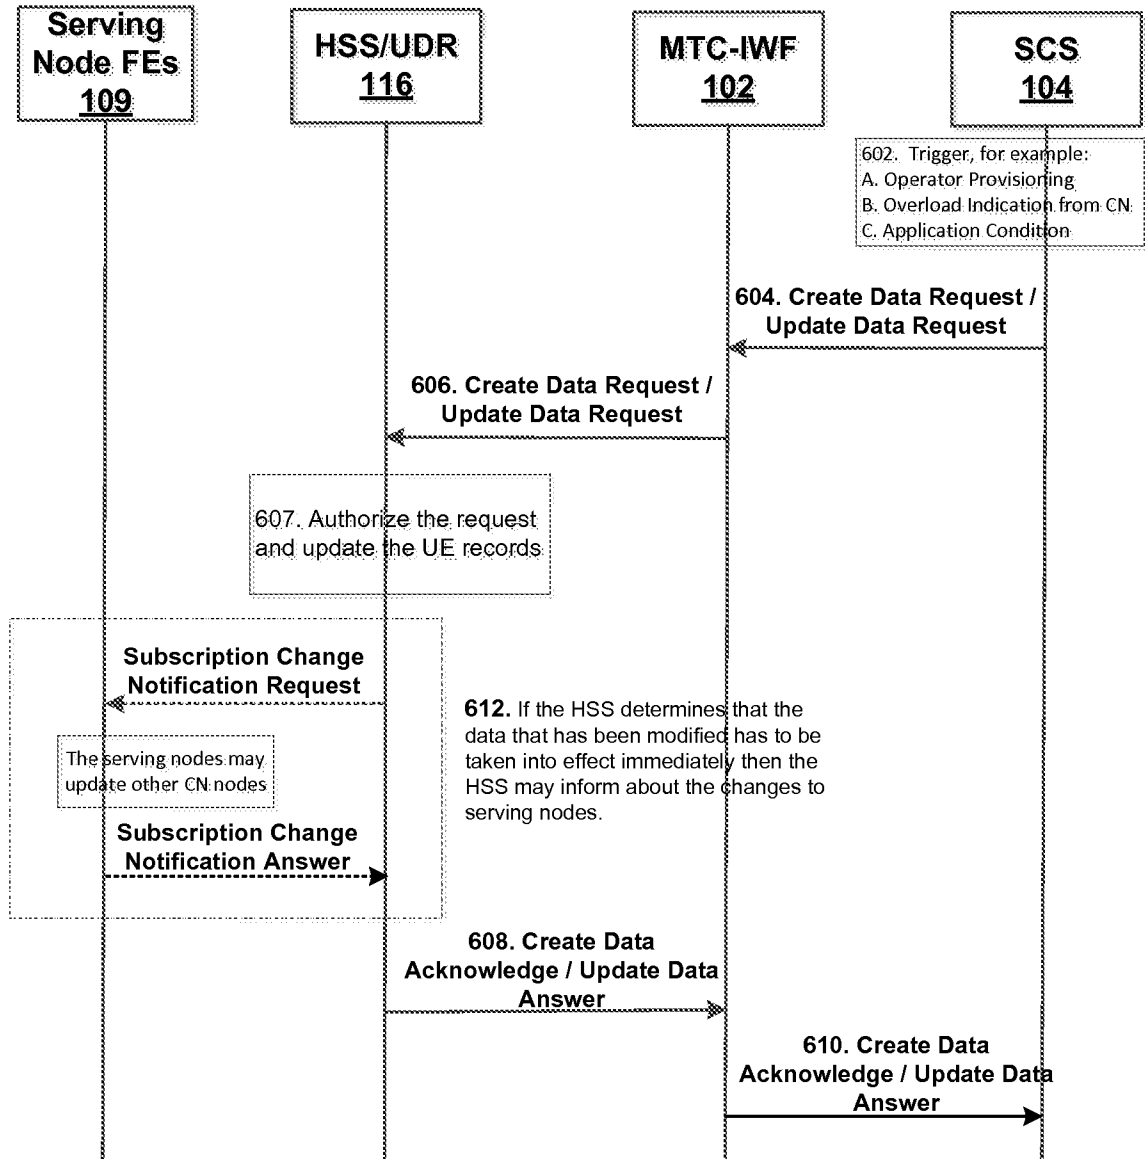 Serving
Node FEs
109
HSS/UDR
116
MTC-IWF
102
SCS
104
602. Trigger, for example:
A. Operator Provisioning
B. Overload Indication from CN
C. Application Condition
604. Create Data Request /
Update Data Request
606. Create Data Request /
Update Data Request
607. Authorize the request
and update the UE records
Subscription Change
Notification Request
612. If the HSS determines that the
data that has been modified has to be
taken into effect immediately then the
HSS may inform about the changes to
serving nodes.
The serving nodes may
update other CN nodes
Subscription Change
Notification Answer
608. Create Data
Acknowledge / Update Data
Answer
610. Create Data
Acknowledge / Update Data
Answer